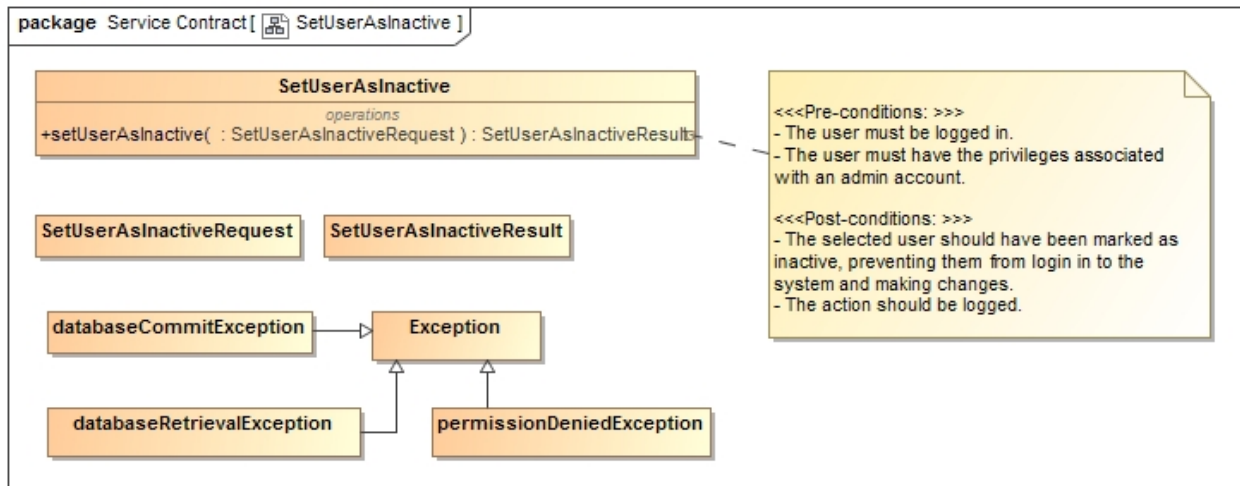 package Service Contract [ SetUserAsInactive ]
SetUserAsInactive
operations
+setUserAsInactive( : SetUserAsInactiveRequest ) : SetUserAsInactiveResult
<<<Pre-conditions: >>>
- The user must be logged in.
- The user must have the privileges associated
with an admin account.
<<<Post-conditions: >>>
- The selected user should have been marked as
inactive, preventing them from login in to the
system and making changes.
- The action should be logged.
SetUserAsInactiveRequest
SetUserAsInactiveResult
databaseCommitException
Exception
databaseRetrievalException
permissionDeniedException